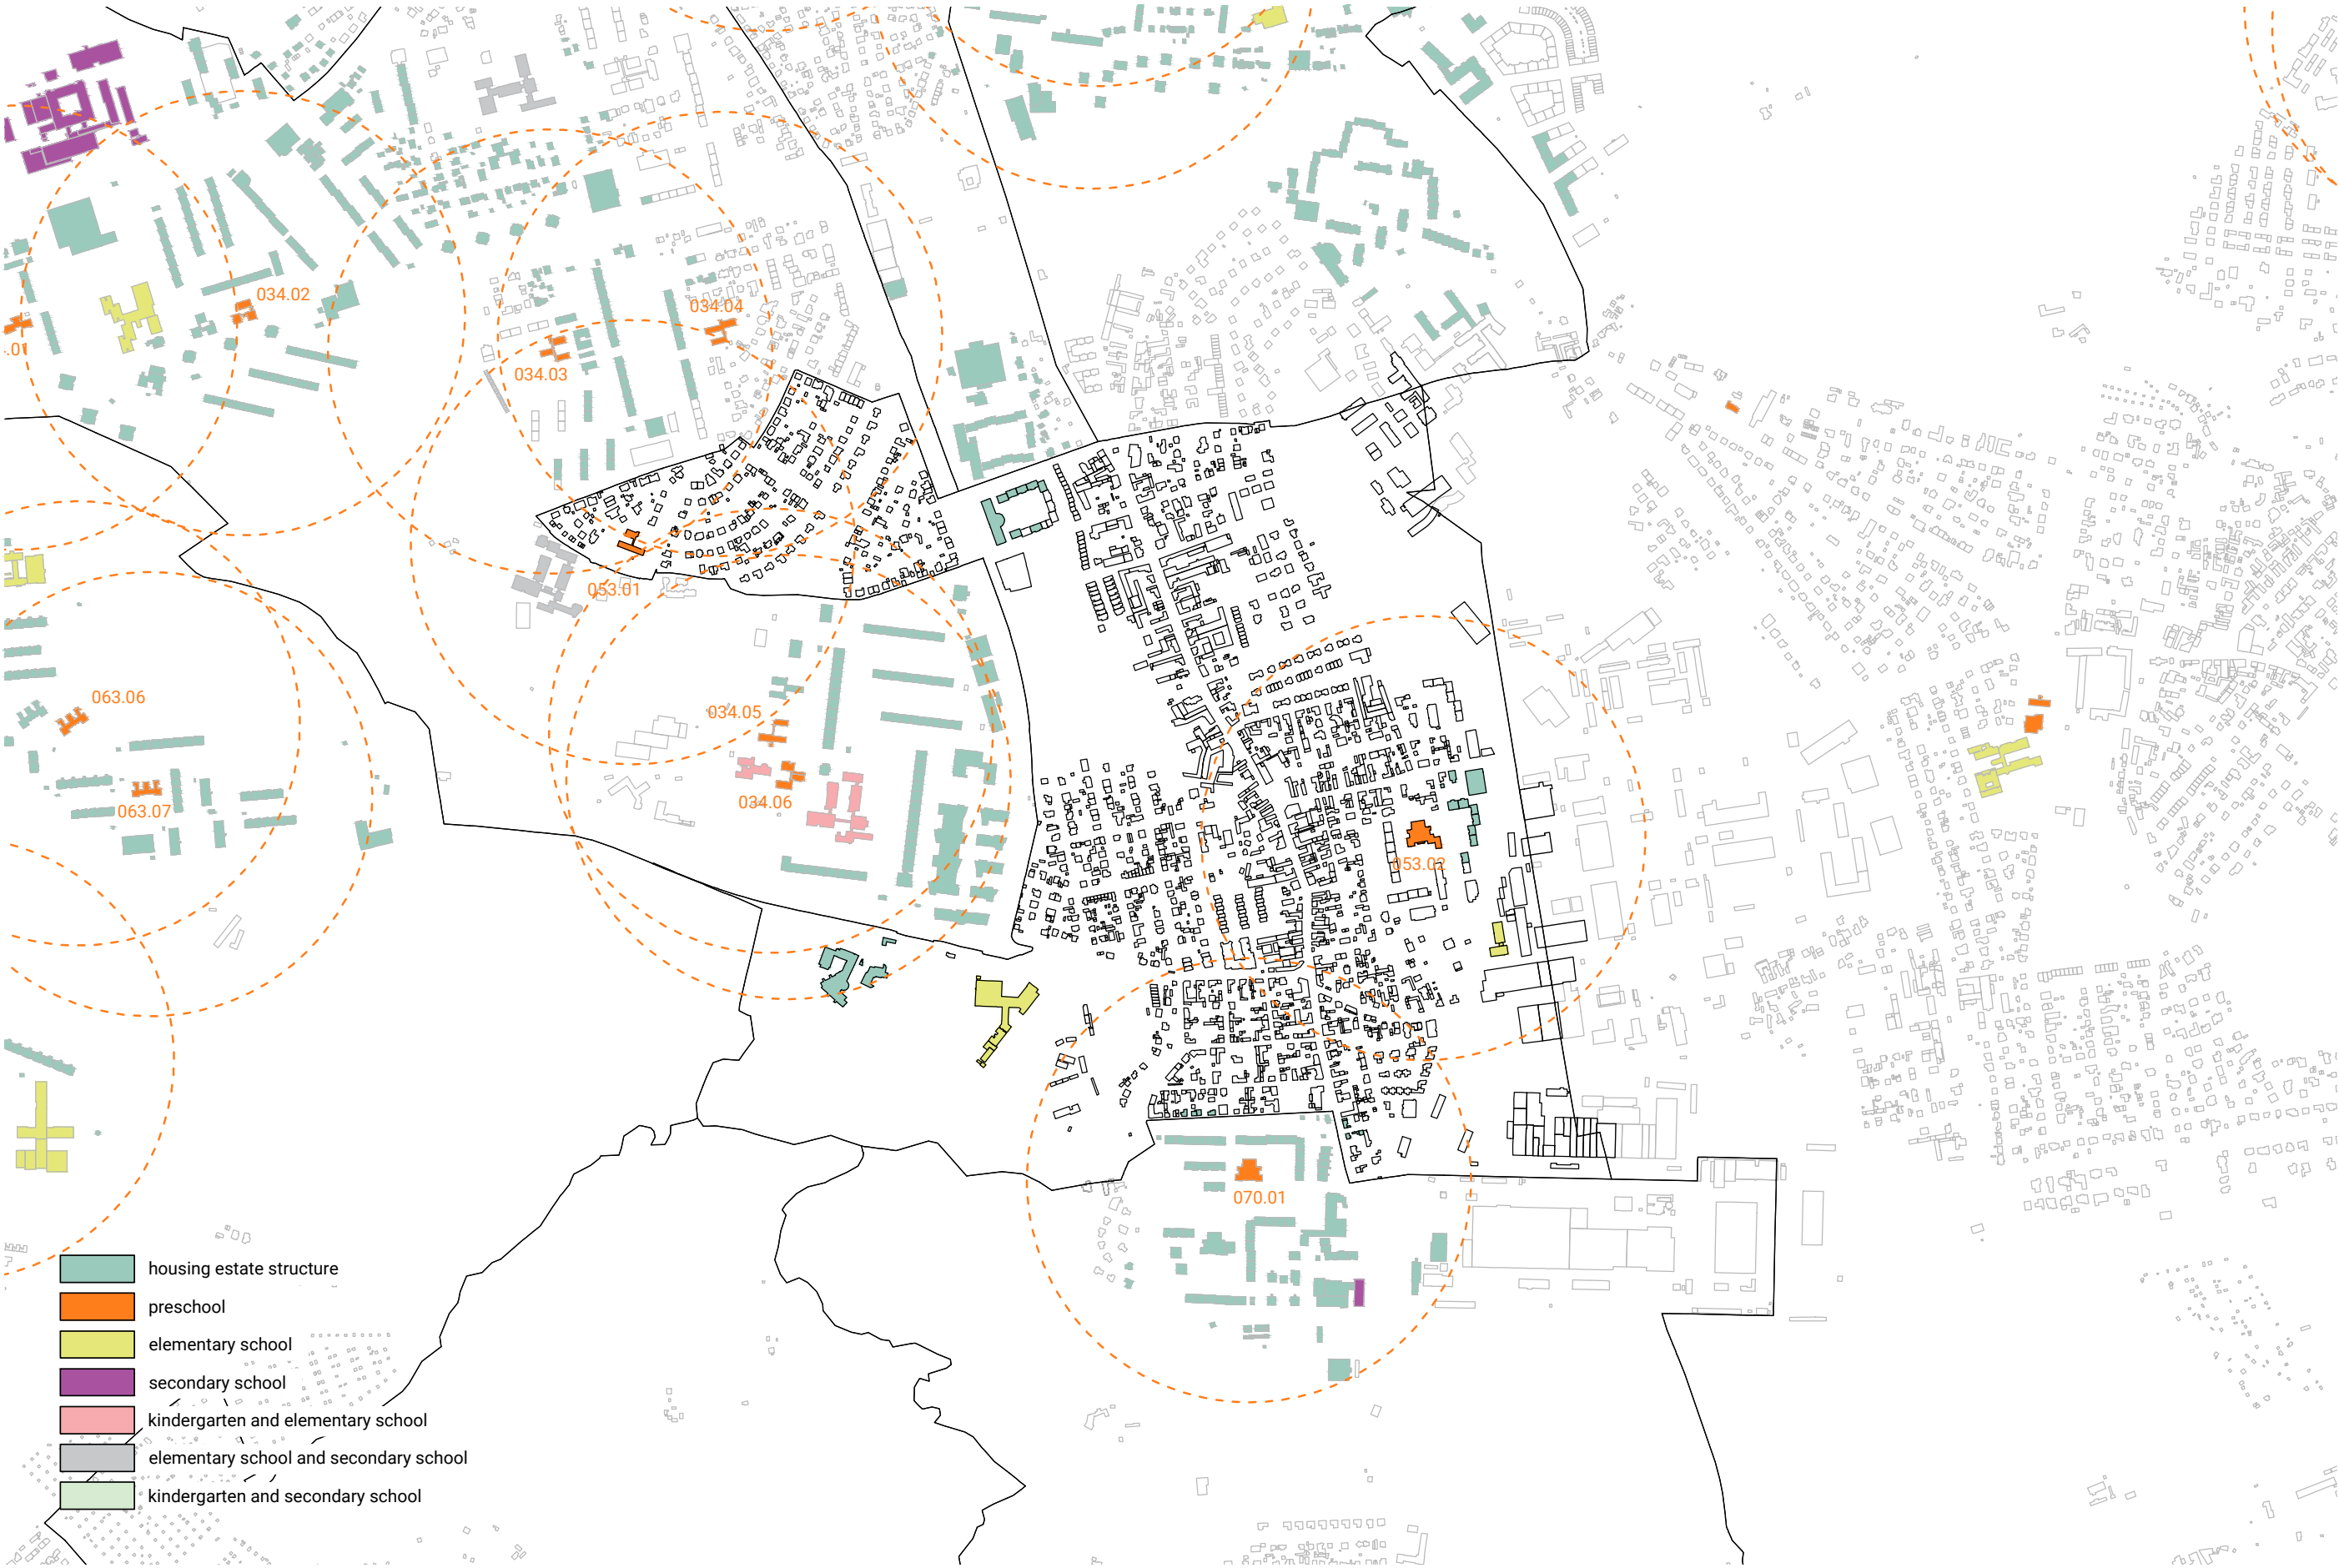 034.02
034.04
.01
034.03
053.01
063.06
034.05
034.06
063.07
053.02
070.01
housing estate structure
preschool
elementary school
secondary school
kindergarten and elementary school
elementary school and secondary school
kindergarten and secondary school